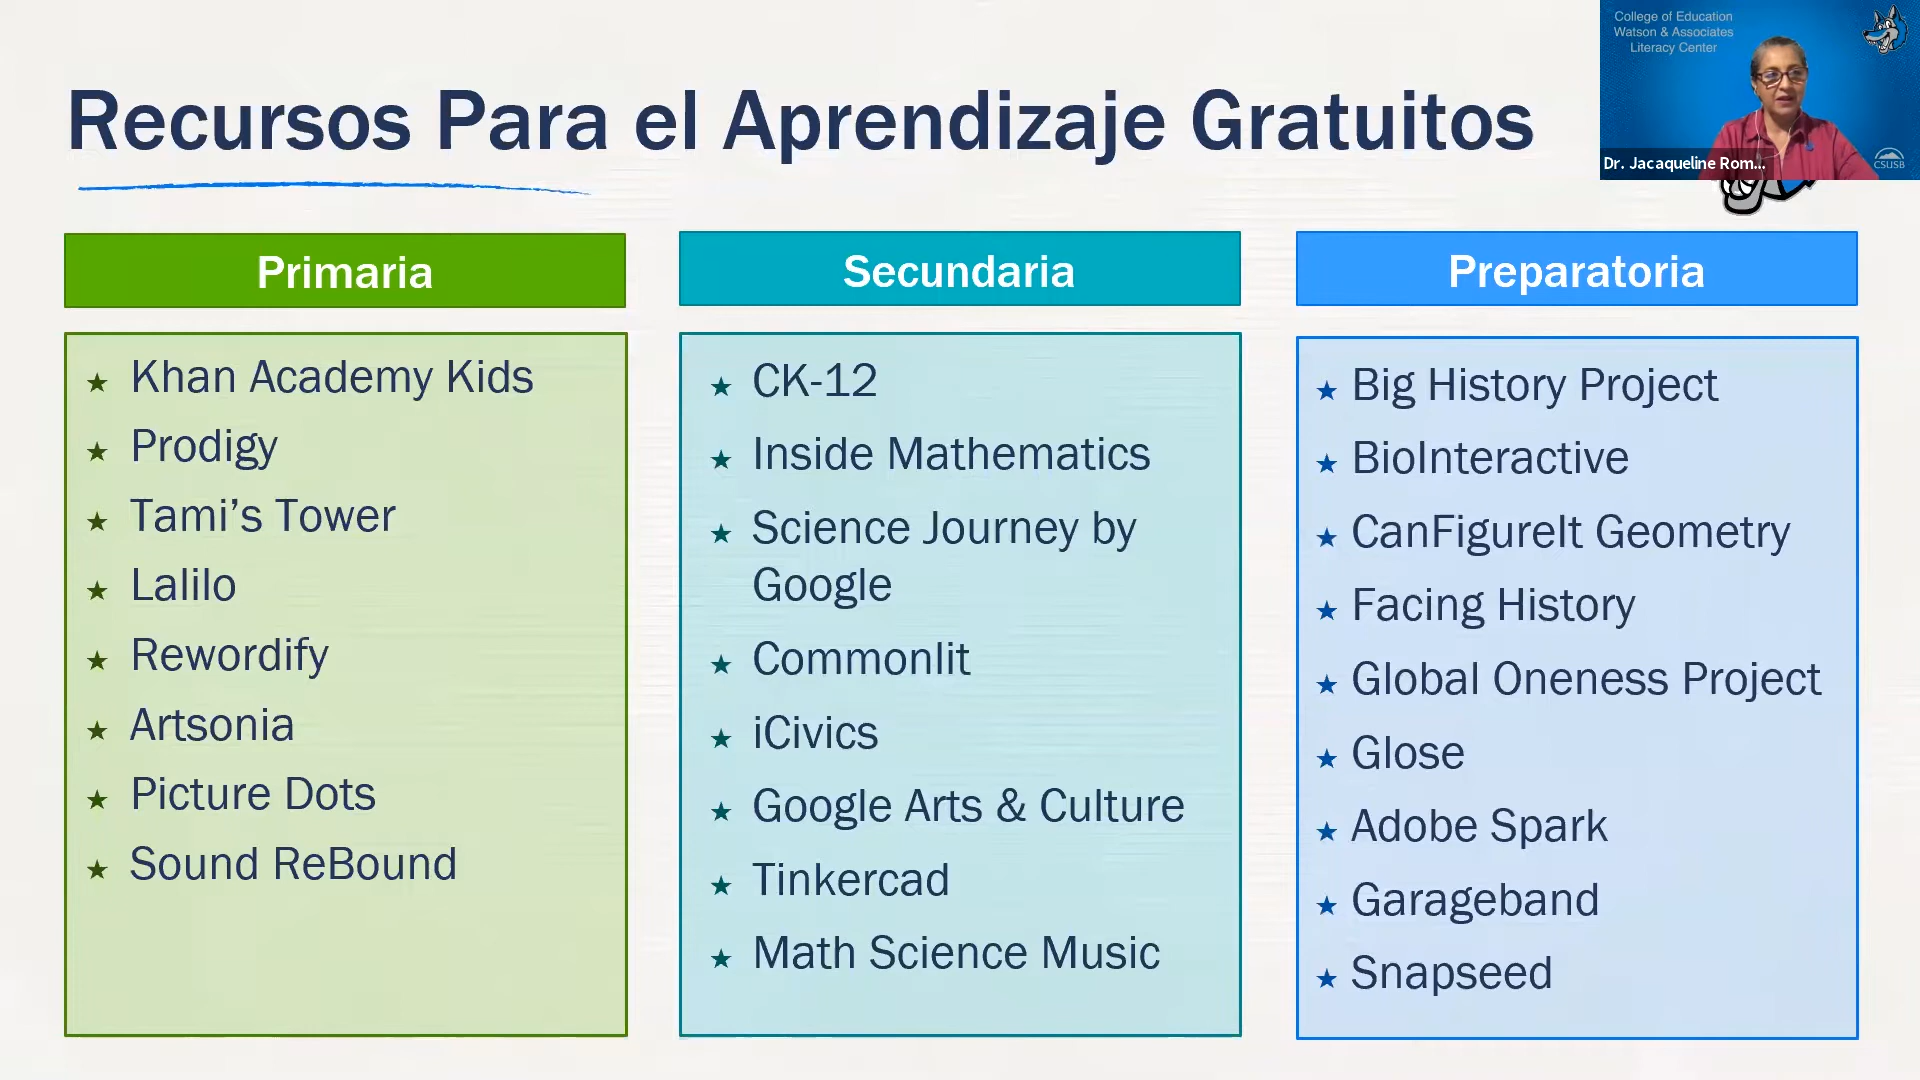 College of Education
Watson & Associates
Literacy Center
Dr. Jacaqueline Rom...
CSUSB
Recursos Para el Aprendizaje Gratuitos
Primaria
Khan Academy Kids
Prodigy
Tami’s Tower
Lalilo
Rewordify
Artsonia
Picture Dots
Sound ReBound
Secundaria
CK-12
Inside Mathematics
Science Journey by
Google
Commonlit
iCivics
Google Arts & Culture
Tinkercad
Math Science Music
Preparatoria
Big History Project
BioInteractive
CanFigureIt Geometry
Facing History
Global Oneness Project
Glose
Adobe Spark
Garageband
Snapseed